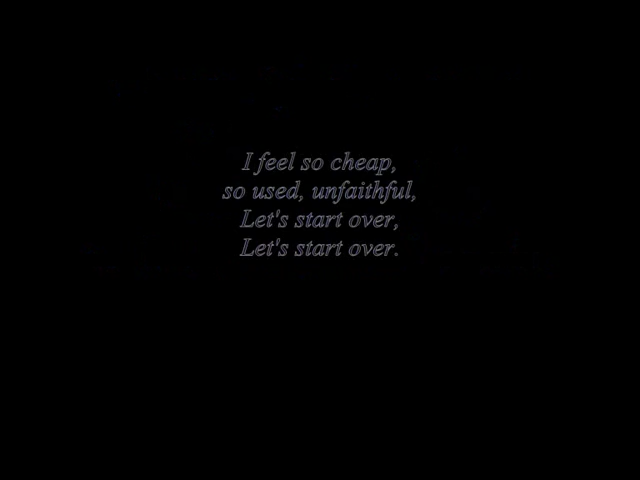 I feel so cheap,
so used, unfaithful,
Let's start over,
Let's start over.